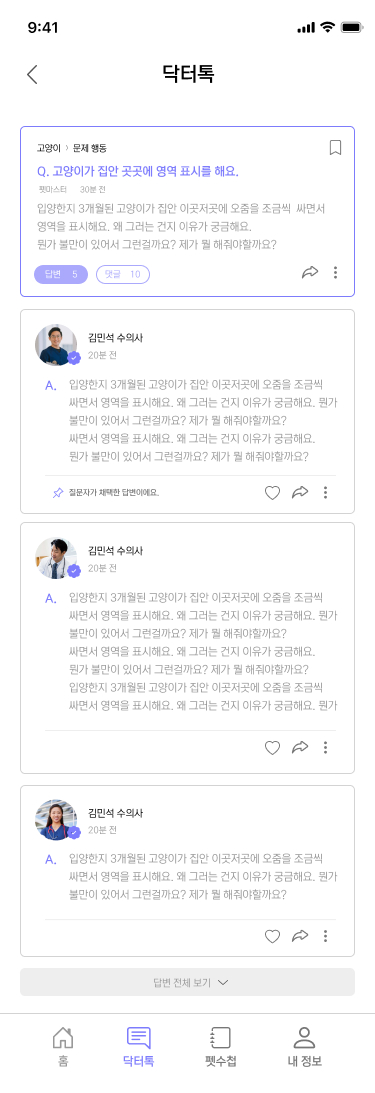 9:41
닥터톡
고양이 > 문제 행동
Q. 고양이가 집안 곳곳에 영역 표시를 해요.
펫마스터 30분 전
입양한지 3개월된 고양이가 집안 이곳저곳에 오줌을 조금씩 싸면서
영역을 표시해요. 왜 그러는 건지 이유가 궁금해요.
뭔가 불만이 있어서 그런걸까요? 제가 뭘 해줘야할까요?
답변 5 댓글 10
김민석 수의사
20분 전
A. 입양한지 3개월된 고양이가 집안 이곳저곳에 오줌을 조금씩
싸면서 영역을 표시해요. 왜 그러는 건지 이유가 궁금해요. 뭔가
불만이 있어서 그런걸까요? 제가 뭘 해줘야할까요?
싸면서 영역을 표시해요. 왜 그러는 건지 이유가 궁금해요.
뭔가 불만이 있어서 그런걸까요? 제가 뭘 해줘야할까요?
질문자가 채택한 답변이에요.
김민석 수의사
20분 전
A. 입양한지 3개월된 고양이가 집안 이곳저곳에 오줌을 조금씩
싸면서 영역을 표시해요. 왜 그러는 건지 이유가 궁금해요. 뭔가
불만이 있어서 그런걸까요? 제가 뭘 해줘야할까요?
싸면서 영역을 표시해요. 왜 그러는 건지 이유가 궁금해요.
뭔가 불만이 있어서 그런걸까요? 제가 뭘 해줘야할까요?
입양한지 3개월된 고양이가 집안 이곳저곳에 오줌을 조금씩
싸면서 영역을 표시해요. 왜 그러는 건지 이유가 궁금해요. 뭔가
김민석 수의사
20분 전
A. 입양한지 3개월된 고양이가 집안 이곳저곳에 오줌을 조금씩
싸면서 영역을 표시해요. 왜 그러는 건지 이유가 궁금해요. 뭔가
불만이 있어서 그런걸까요? 제가 뭘 해줘야할까요?
답변 전체 보기
홈 닥터톡 펫수첩 내 정보